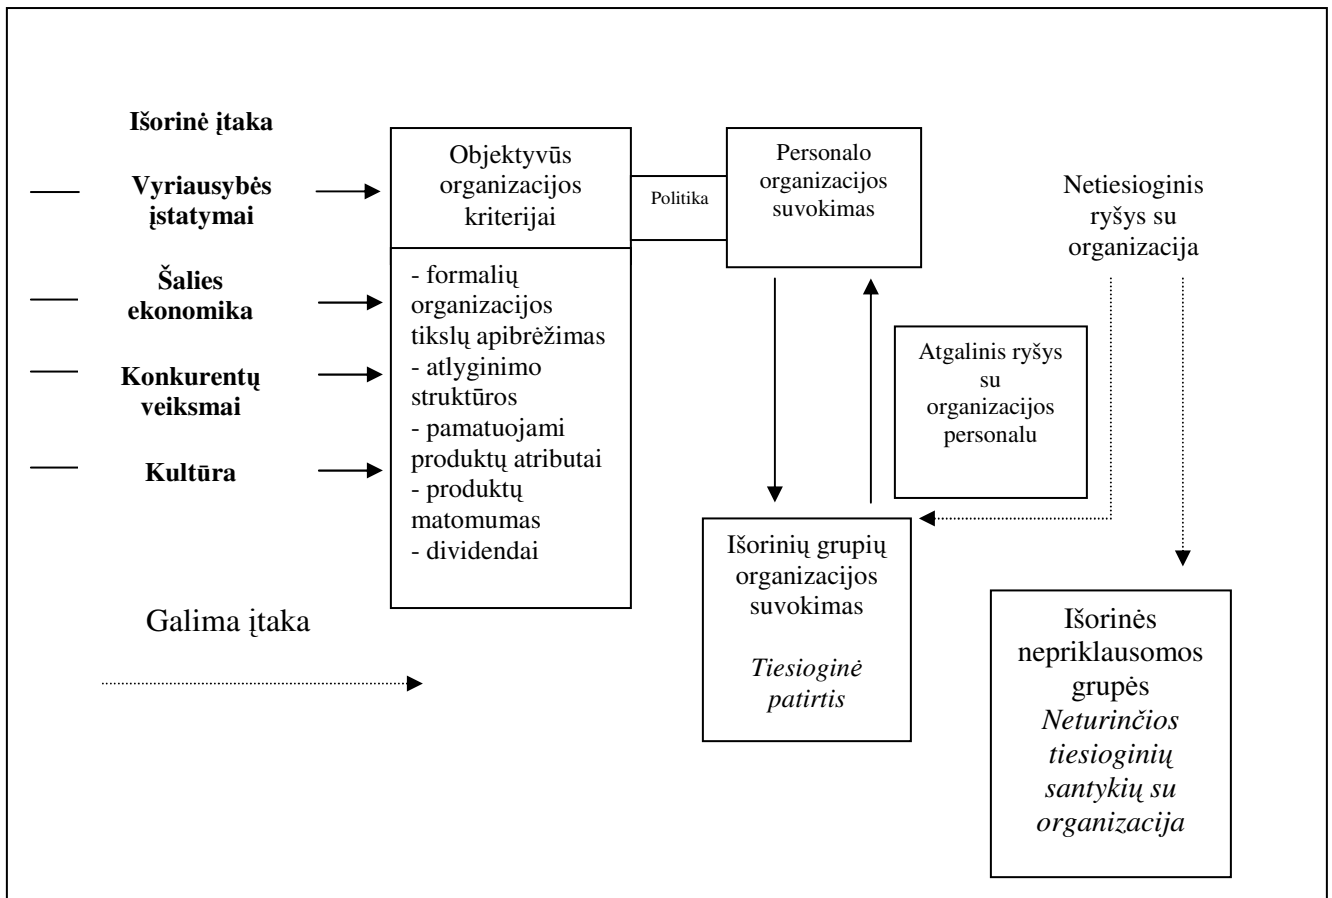 Išorinė įtaka
Vyriausybės
įstatymai
Šalies
ekonomika
Konkurentų
veiksmai
Kultūra
Galima įtaka
Objektyvūs
organizacijos
kriterijai
- formalių
organizacijos
tikslų apibrėžimas
- atlyginimo
struktūros
- pamatuojami
produktų atributai
- produktų
matomumas
- dividendai
Politika
Personalo
organizacijos
suvokimas
Netiesioginis
ryšys su
organizacija
Atgalinis ryšys
su
organizacijos
personalu
Išorinių grupių
organizacijos
suvokimas
Tiesioginė
patirtis
Išorinės
nepriklausomos
grupės
Neturinčios
tiesioginių
santykių su
organizacija